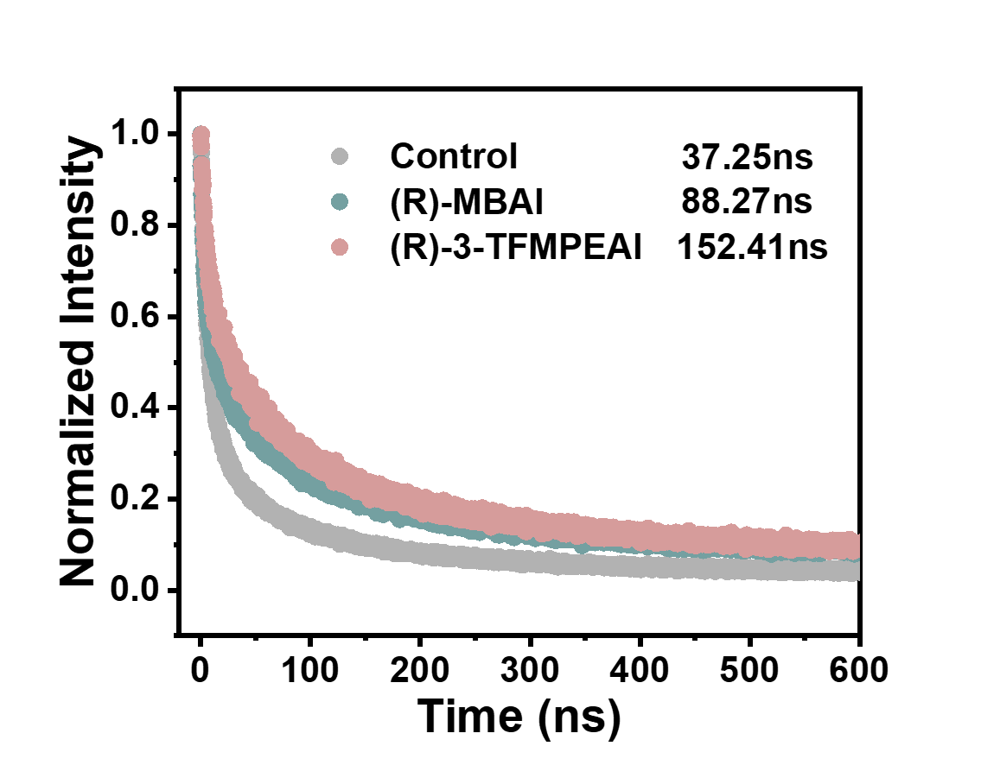 Normalized Intensity
1.0
0.8
0.6
0.4
0.2
0.0
Control 37.25ns
(R)-MBAI 88.27ns
(R)-3-TFMPEAI 152.41ns
0 100 200 300 400 500 600
Time (ns)